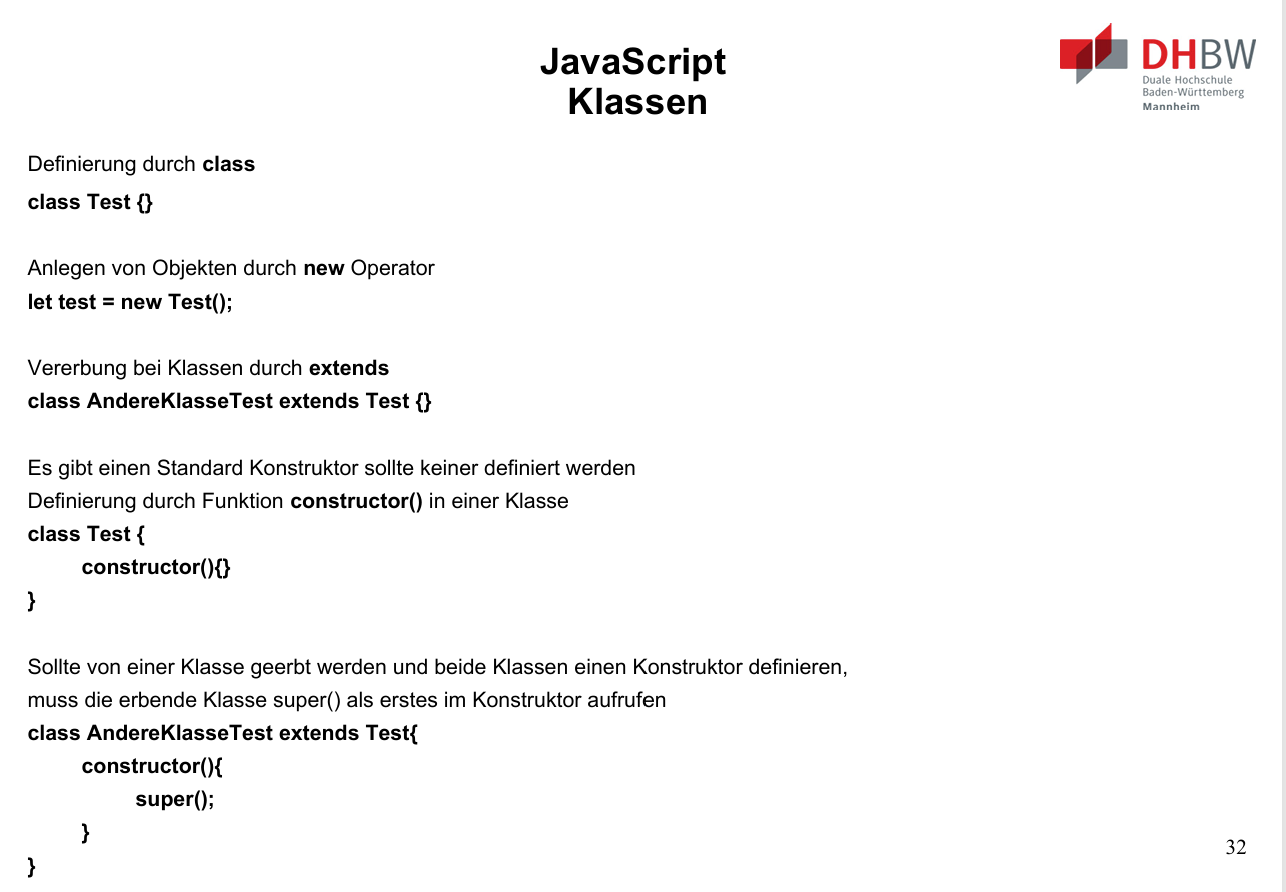 JavaScript
Klassen
DHBW
Duale Hochschule
Baden-Württemberg
Mannheim
Definierung durch class
class Test {}
Anlegen von Objekten durch new Operator
let test = new Test();
Vererbung bei Klassen durch extends
class AndereKlasseTest extends Test {}
Es gibt einen Standard Konstruktor sollte keiner definiert werden
Definierung durch Funktion constructor() in einer Klasse
class Test {
constructor(){}
}
Sollte von einer Klasse geerbt werden und beide Klassen einen Konstruktor definieren,
muss die erbende Klasse super() als erstes im Konstruktor aufrufen
class AndereKlasseTest extends Test{
constructor(){
super();
}
}
32